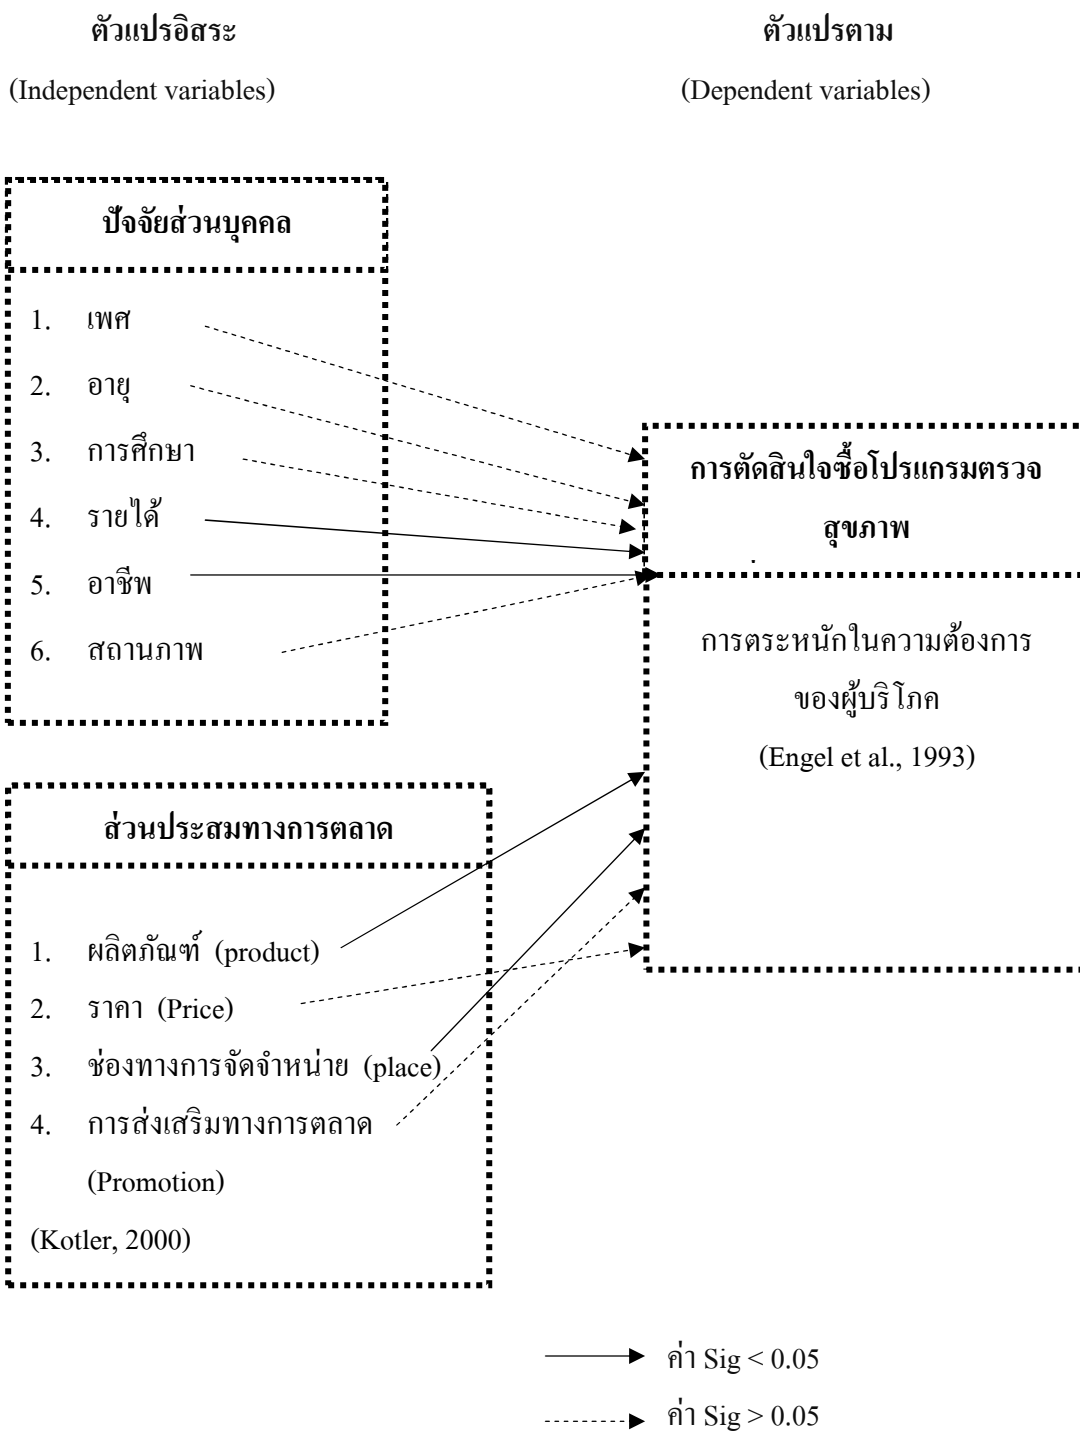 ตัวแปรอิสระ
(Independent variables)
ตัวแปรตาม
(Dependent variables)
ปัจจัยส่วนบุคคล
1. เพศ
2. อายุ
3. การศึกษา
4. รายได้
5. อาชีพ
6. สถานภาพ
การตัดสินใจซื้อโปรแกรมตรวจ
สุขภาพ
การตระหนักในความต้องการ
ของผู้บริโภค
(Engel et al., 1993)
ส่วนประสมทางการตลาด
1. ผลิตภัณฑ์ (product)
2. ราคา (Price)
3. ช่องทางการจัดจำหน่าย (place)
4. การส่งเสริมทางการตลาด
(Promotion)
(Kotler, 2000)
ค่า Sig < 0.05
ค่า Sig > 0.05